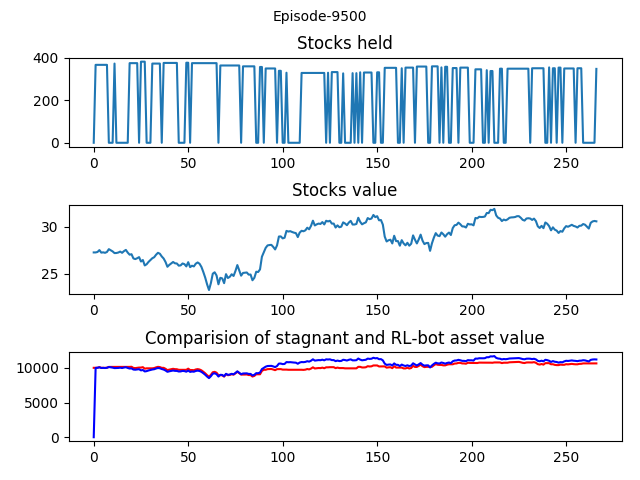 Episode-9500
Stocks held
400
200
0
0 50 100 150 200 250
Stocks value
30
25
0 50 100 150 200 250
Comparision of stagnant and RL-bot asset value
10000
5000
0
0 50 100 150 200 250